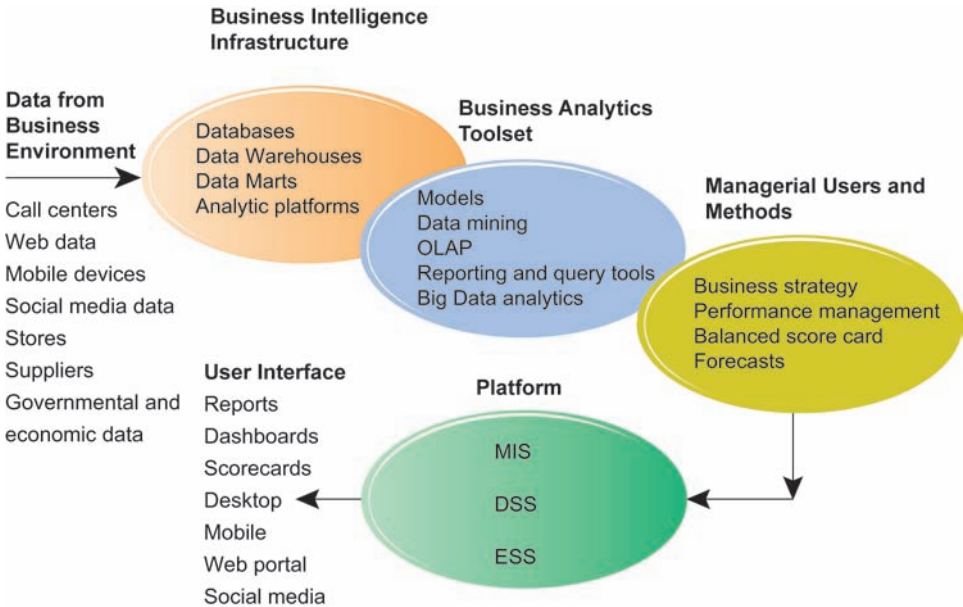 Business Intelligence
Infrastructure
Data from
Business
Environment
Call centers
Web data
Mobile devices
Social media data
Stores
Suppliers
Governmental and
economic data
Databases
Data Warehouses
Data Marts
Analytic platforms
Business Analytics
Toolset
Models
Data mining
OLAP
Reporting and query tools
Big Data analytics
Managerial Users and
Methods
Business strategy
Performance management
Balanced score card
Forecasts
Platform
MIS
DSS
ESS
User Interface
Reports
Dashboards
Scorecards
Desktop
Mobile
Web portal
Social media